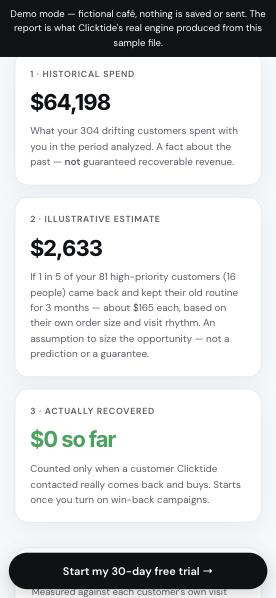 Demo mode — fictional café, nothing is saved or sent. The
report is what Clicktide's real engine produced from this
sample file.
1 · HISTORICAL SPEND
$64,198
What your 304 drifting customers spent with
you in the period analyzed. A fact about the
past — not guaranteed recoverable revenue.
2 · ILLUSTRATIVE ESTIMATE
$2,633
If 1 in 5 of your 81 high-priority customers (16
people) came back and kept their old routine
for 3 months — about $165 each, based on
their own order size and visit rhythm. An
assumption to size the opportunity — not a
prediction or a guarantee.
3 · ACTUALLY RECOVERED
$0 so far
Counted only when a customer Clicktide
contacted really comes back and buys. Starts
once you turn on win-back campaigns.
Start my 30-day free trial →
Measured against each customer's own visit